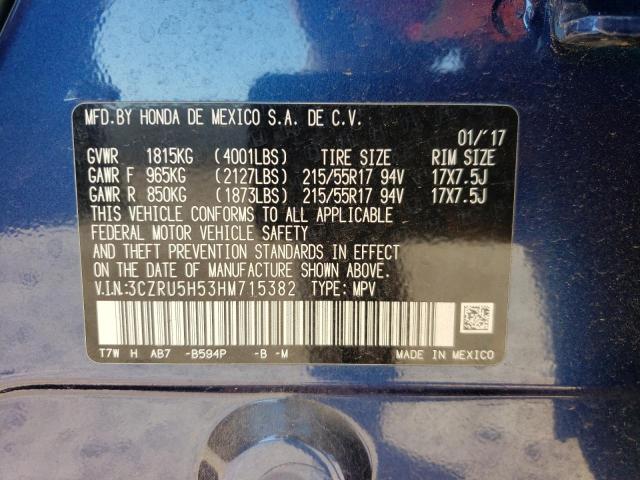 MFD.BY HONDA DE MEXICO S.A. DE C.V.
01/'17
GVWR 1815KG (4001LBS) TIRE SIZE RIM SIZE
GAWR F 965KG (2127LBS) 215/55R17 94V 17X7.5J
GAWR R 850KG (1873LBS) 215/55R17 94V 17X7.5J
THIS VEHICLE CONFORMS TO ALL APPLICABLE
FEDERAL MOTOR VEHICLE SAFETY
AND THEFT PREVENTION STANDARDS IN EFFECT
ON THE DATE OF MANUFACTURE SHOWN ABOVE.
V.I.N:3CZRU5H53HM715382 TYPE: MPV
T7W H AB7 -B594P -B -M MADE IN MEXICO